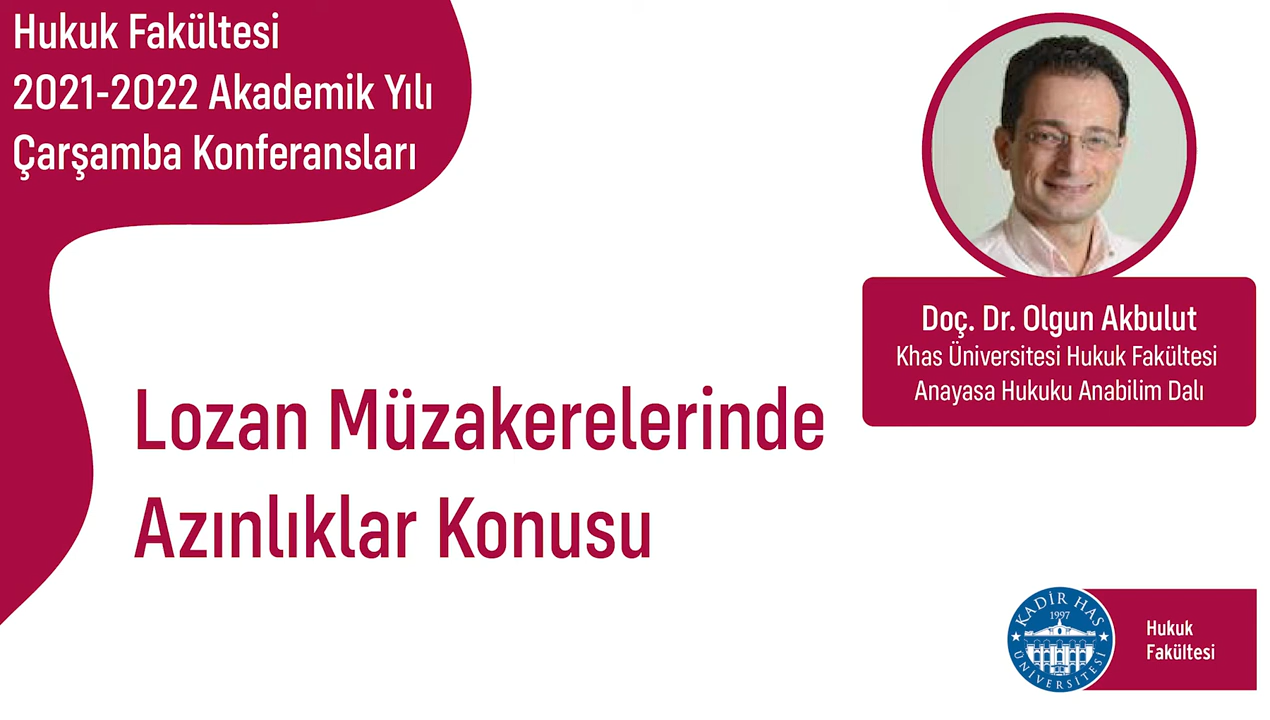 Hukuk Fakültesi
2021-2022 Akademik Yılı
Çarşamba Konferansları
Doç. Dr. Olgun Akbulut
Khas Üniversitesi Hukuk Fakültesi
Anayasa Hukuku Anabilim Dalı
Lozan Müzakerelerinde
Azınlıklar Konusu
KADİR HAS
1997
ÜNİVERSİTESİ
Hukuk
Fakültesi